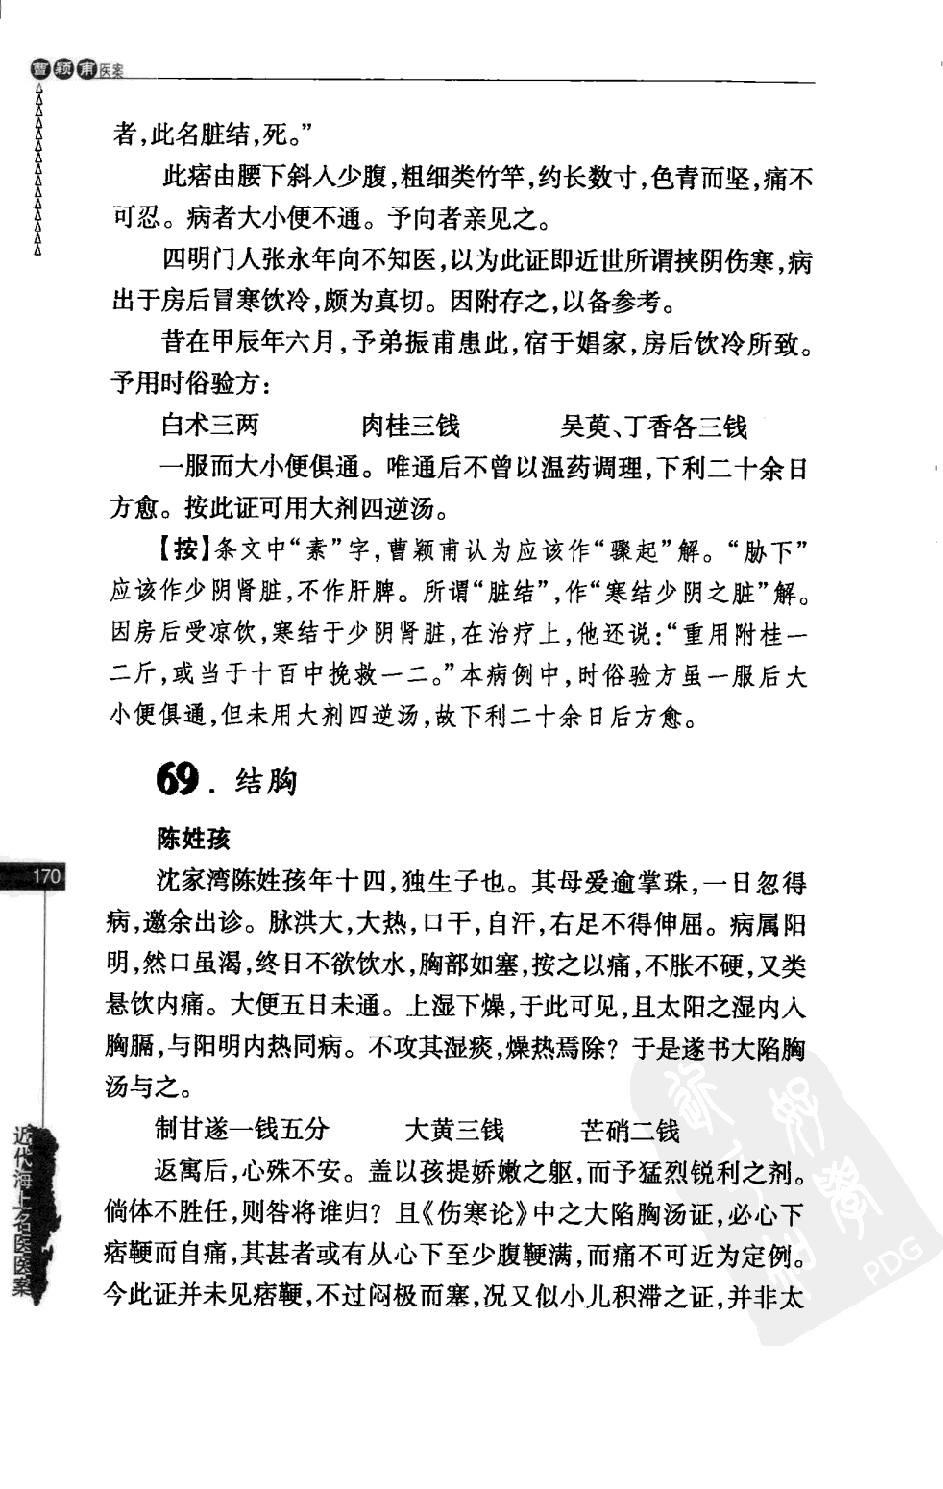 曹颖甫医案
者,此名脏结,死。”
此痞由腰下斜入少腹,粗细类竹竿,约长数寸,色青而坚,痛不
可忍。病者大小便不通。予向者亲见之。
四明门人张永年向不知医,以为此证即近世所谓挟阴伤寒,病
出于房后冒寒饮冷,颇为真切。因附存之,以备参考。
昔在甲辰年六月,予弟振甫患此,宿于娼家,房后饮冷所致。
予用时俗验方:
白术三两 肉桂三钱 吴萸、丁香各三钱
一服而大小便俱通。唯通后不曾以温药调理,下利二十余日
方愈。按此证可用大剂四逆汤。
【按】条文中“素”字,曹颖甫认为应该作“骤起”解。“胁下”
应该作少阴肾脏,不作肝脾。所谓“脏结”,作“寒结少阴之脏”解。
因房后受凉饮,寒结于少阴肾脏,在治疗上,他还说:“重用附桂一
二斤,或当于十百中挽救一二。”本病例中,时俗验方虽一服后大
小便俱通,但未用大剂四逆汤,故下利二十余日后方愈。
69.结胸
陈姓孩
沈家湾陈姓孩年十四,独生子也。其母爱逾掌珠,一日忽得
病,邀余出诊。脉洪大,大热,口干,自汗,右足不得伸屈。病属阳
明,然口虽渴,终日不欲饮水,胸部如塞,按之似痛,不胀不硬,又类
悬饮内痛。大便五日未通。上湿下燥,于此可见,且太阳之湿内入
胸膈,与阳明内热同病。不攻其湿痰,燥热焉除?于是遂书大陷胸
汤与之。
制甘遂一钱五分 大黄三钱 芒硝二钱
返寓后,心殊不安。盖以孩提娇嫩之躯,而予猛烈锐利之剂。
倘体不胜任,则咎将谁归?且《伤寒论》中之大陷胸汤证,必心下
痞鞕而自痛,其甚者或有从心下至少腹鞕满,而痛不可近为定例。
今此证并未见痞鞕,不过闷极而塞,况又似小儿积滞之证,并非太
170
近代海上名医医案
PDG